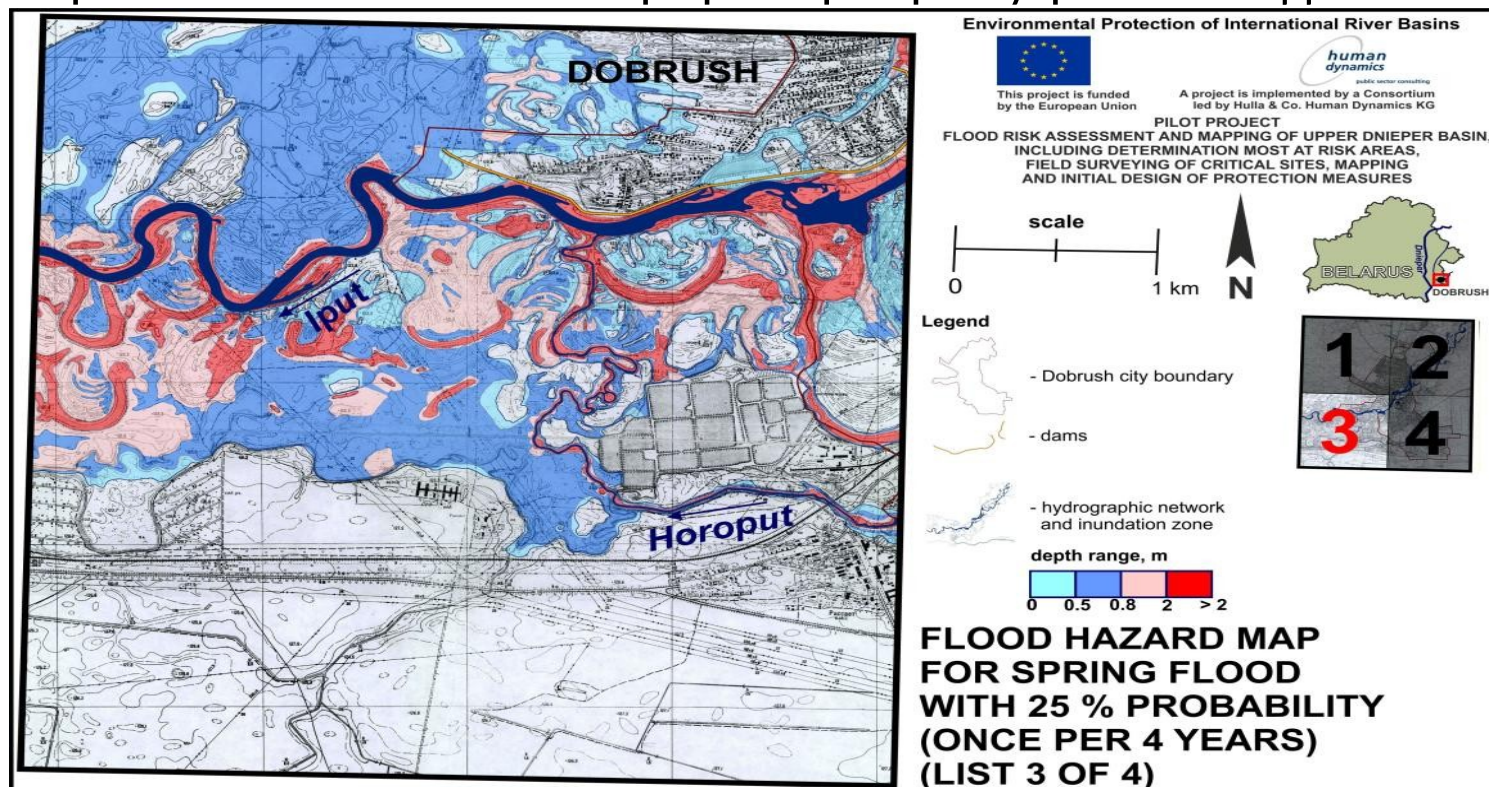 DOBRUSH
Iput
Horoput
Environmental Protection of International River Basins
This project is funded
by the European Union
human
dynamics
public sector consulting
A project is implemented by a Consortium
led by Hulla & Co. Human Dynamics KG
PILOT PROJECT
FLOOD RISK ASSESSMENT AND MAPPING OF UPPER DNIEPER BASIN,
INCLUDING DETERMINATION MOST AT RISK AREAS,
FIELD SURVEYING OF CRITICAL SITES, MAPPING
AND INITIAL DESIGN OF PROTECTION MEASURES
scale
0 1 km
N
BELARUS
Dnieper
DOBRUSH
Legend
- Dobrush city boundary
- dams
- hydrographic network
and inundation zone
depth range, m
0 0.5 0.8 2 > 2
1 2
3 4
FLOOD HAZARD MAP
FOR SPRING FLOOD
WITH 25 % PROBABILITY
(ONCE PER 4 YEARS)
(LIST 3 OF 4)